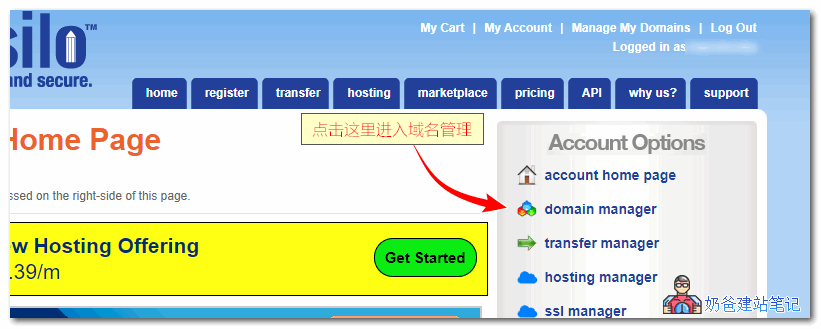 My Cart | My Account | Manage My Domains | Log Out
Logged in as
silo™
and secure.
home register transfer hosting marketplace pricing API why us? support
点击这里进入域名管理
Home Page
Account Options
account home page
ssed on the right-side of this page.
domain manager
w Hosting Offering
.39/m
Get Started
transfer manager
hosting manager
ssl manager
奶爸建站笔记